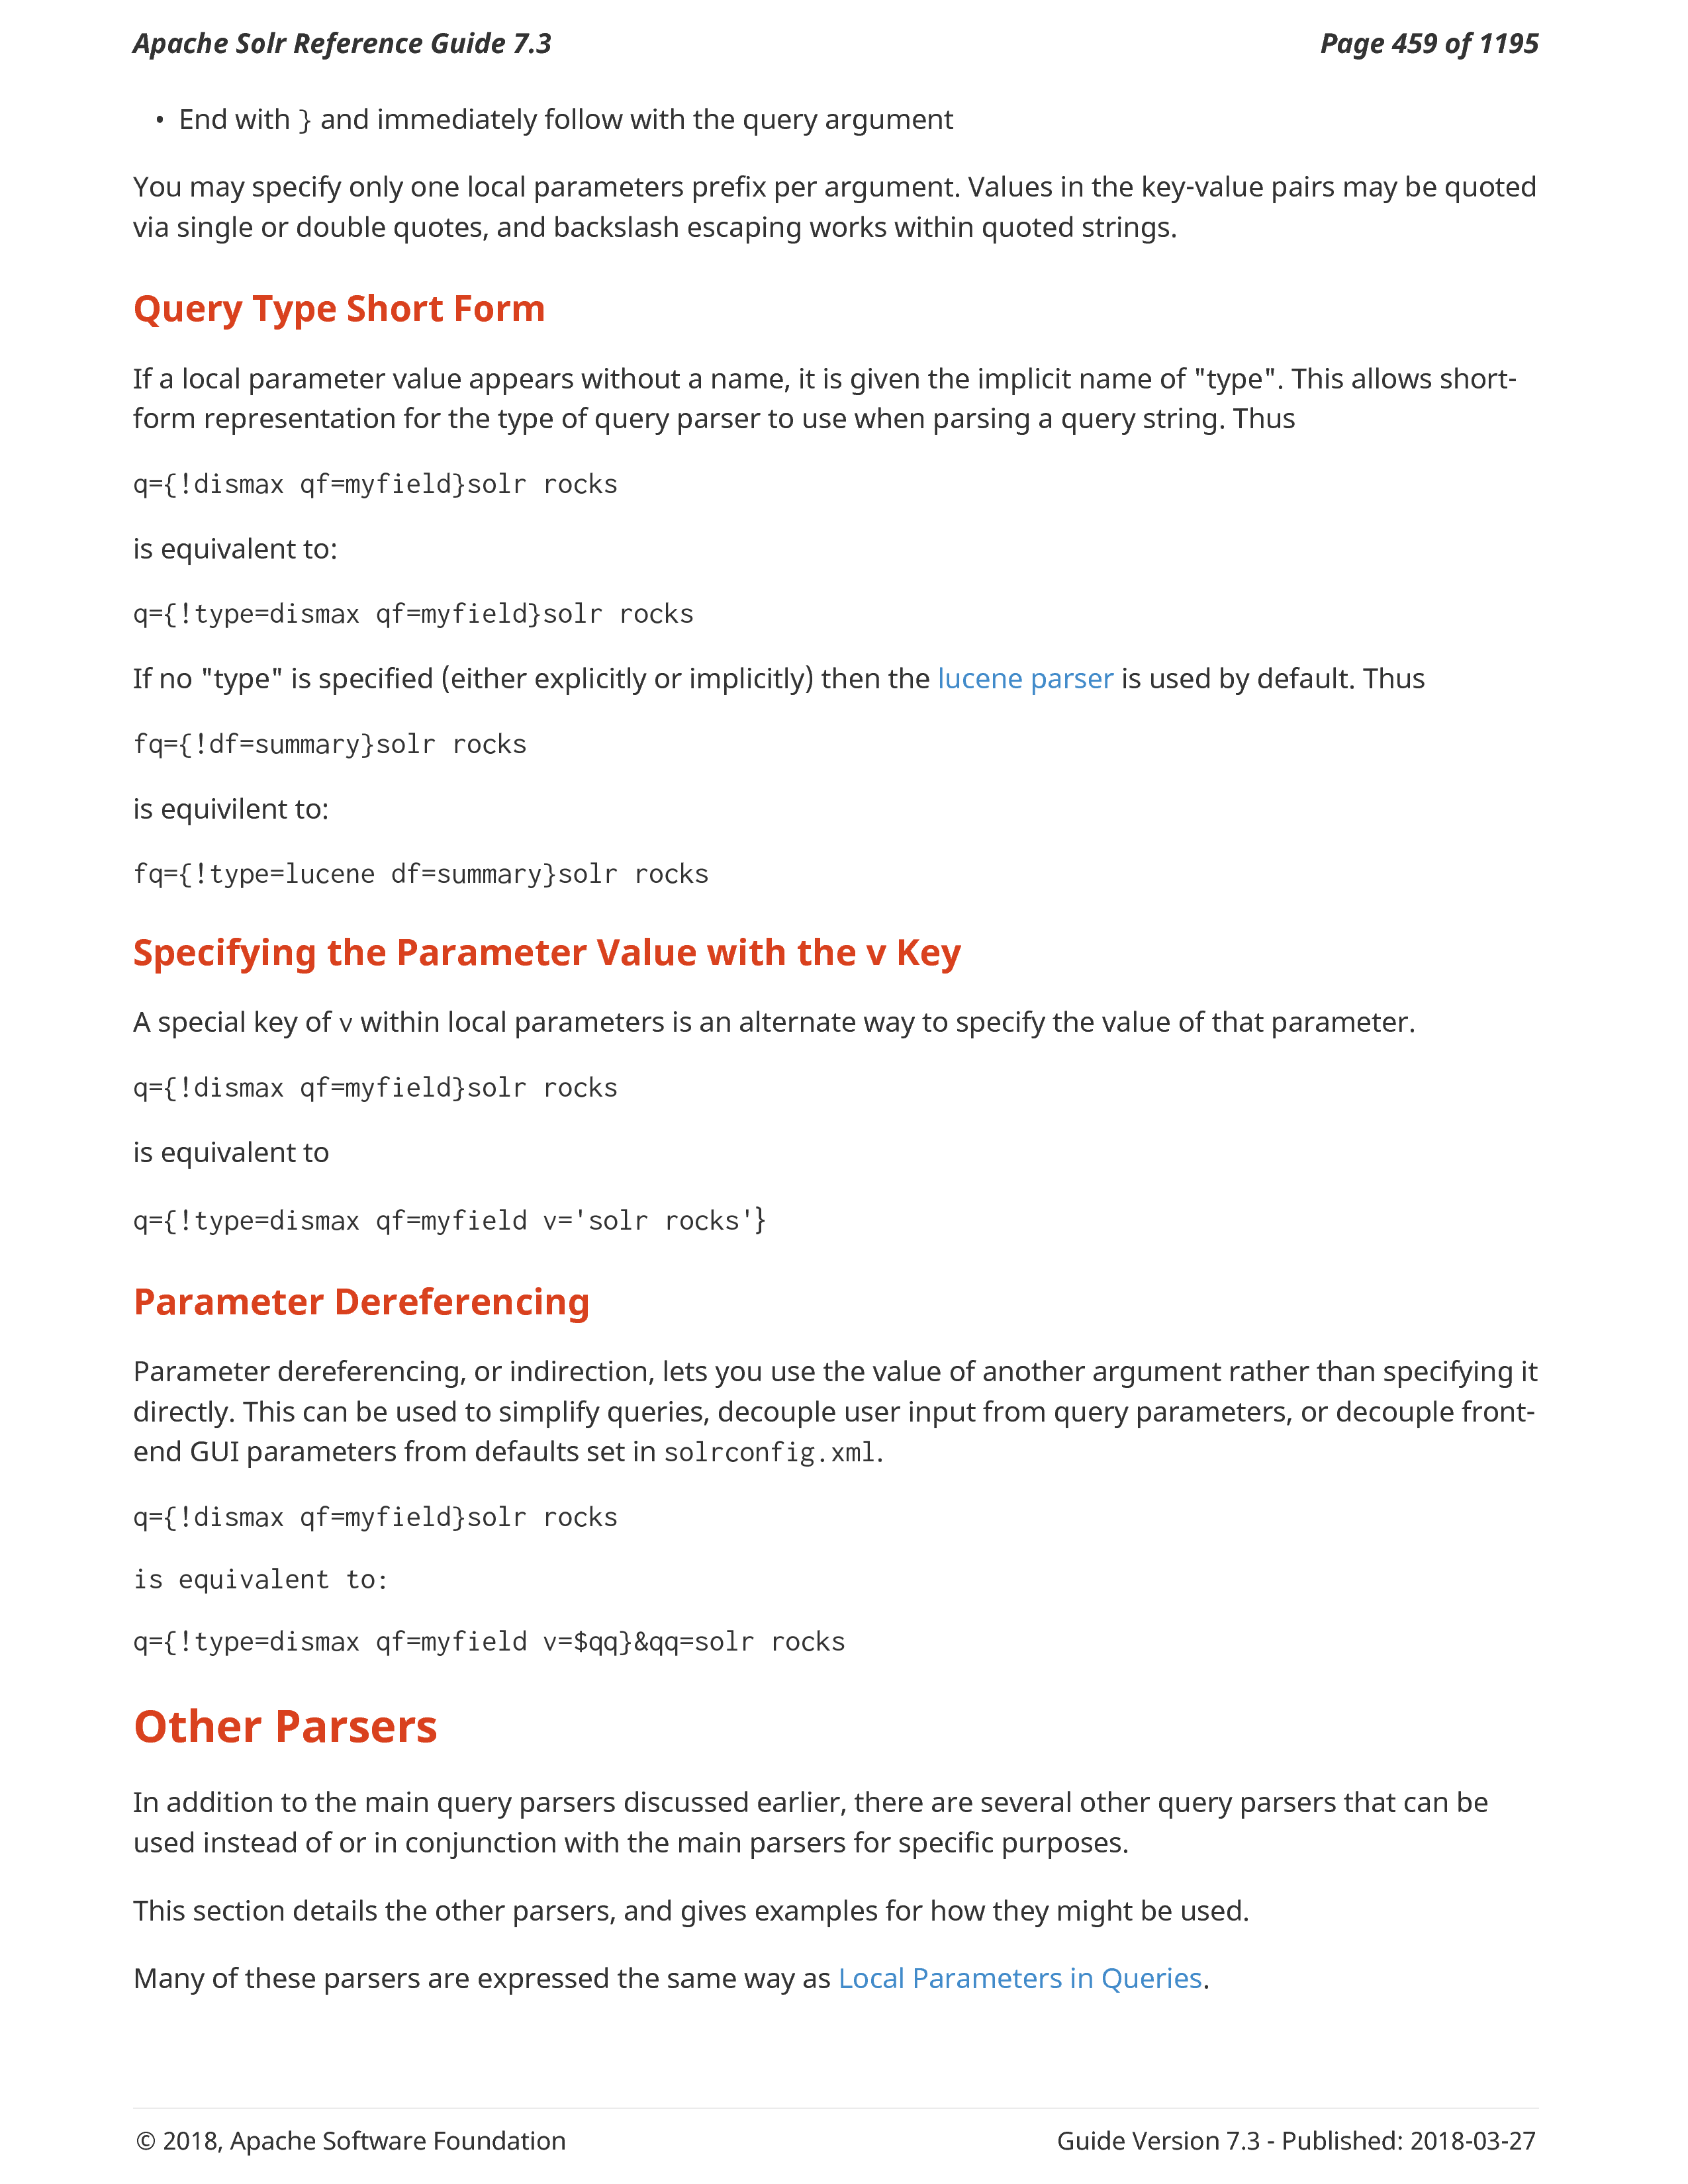 Apache Solr Reference Guide 7.3 Page 459 of 1195
• End with } and immediately follow with the query argument
You may specify only one local parameters prefix per argument. Values in the key-value pairs may be quoted
via single or double quotes, and backslash escaping works within quoted strings.
Query Type Short Form
If a local parameter value appears without a name, it is given the implicit name of "type". This allows short-
form representation for the type of query parser to use when parsing a query string. Thus
q={!dismax qf=myfield}solr rocks
is equivalent to:
q={!type=dismax qf=myfield}solr rocks
If no "type" is specified (either explicitly or implicitly) then the lucene parser is used by default. Thus
fq={!df=summary}solr rocks
is equivilent to:
fq={!type=lucene df=summary}solr rocks
Specifying the Parameter Value with the v Key
A special key of v within local parameters is an alternate way to specify the value of that parameter.
q={!dismax qf=myfield}solr rocks
is equivalent to
q={!type=dismax qf=myfield v='solr rocks'}
Parameter Dereferencing
Parameter dereferencing, or indirection, lets you use the value of another argument rather than specifying it
directly. This can be used to simplify queries, decouple user input from query parameters, or decouple front-
end GUI parameters from defaults set in solrconfig.xml.
q={!dismax qf=myfield}solr rocks
is equivalent to:
q={!type=dismax qf=myfield v=$qq}&qq=solr rocks
Other Parsers
In addition to the main query parsers discussed earlier, there are several other query parsers that can be
used instead of or in conjunction with the main parsers for specific purposes.
This section details the other parsers, and gives examples for how they might be used.
Many of these parsers are expressed the same way as Local Parameters in Queries.
© 2018, Apache Software Foundation Guide Version 7.3 - Published: 2018-03-27